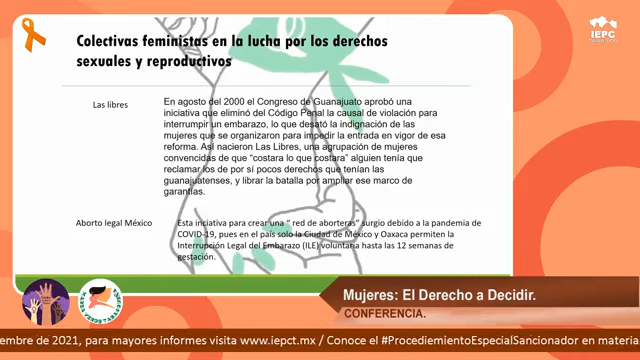 IEPC
Colectivas feministas en la lucha por los derechos
sexuales y reproductivos
Las libres
En agosto del 2000 el Congreso de Guanajuato aprobó una
iniciativa que eliminó del Código Penal la causal de violación para
interrumpir un embarazo, lo que desató la indignación de las
mujeres que se organizaron para impedir la entrada en vigor de esa
reforma. Así nacieron Las Libres, una agrupación de mujeres
convencidas de que “costara lo que costara” alguien tenía que
reclamar los de por sí pocos derechos que tenían las
guanajuatenses, y librar la batalla por ampliar ese marco de
garantías.
Aborto legal México
Esta iniciativa para crear una “ red de aborteras” surgio debido a la pandemia de
COVID-19, pues en el país solo la Ciudad de México y Oaxaca permiten la
Interrupción Legal del Embarazo (ILE) voluntaria hasta las 12 semanas de
gestación.
Mujeres: El Derecho a Decidir.
CONFERENCIA.
embre de 2021, para mayores informes visita www.iepct.mx / Conoce el #ProcedimientoEspecialSancionador en materia